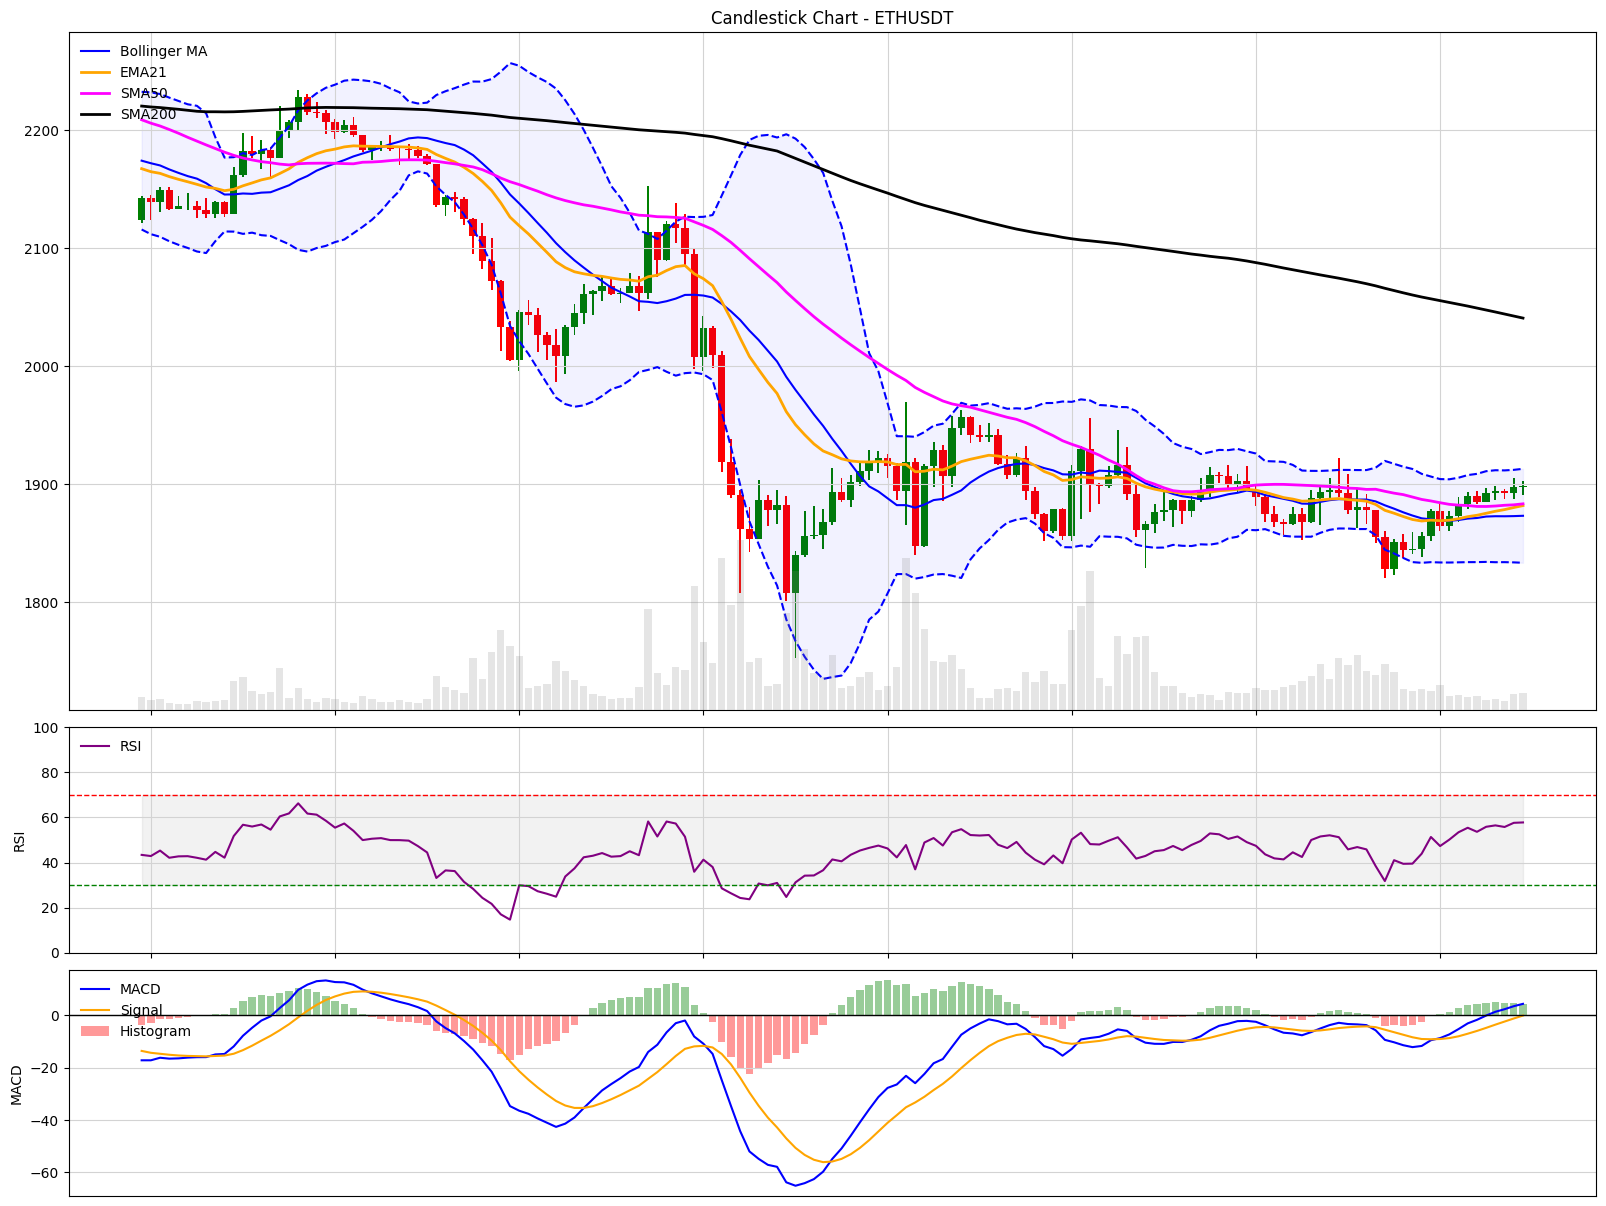 Candlestick Chart - ETHUSDT
Bollinger MA
EMA21
SMA50
SMA200
2200
2100
2000
1900
1800
RSI
100
80
60
40
20
0
RSI
MACD
Signal
Histogram
0
−20
−40
−60
MACD